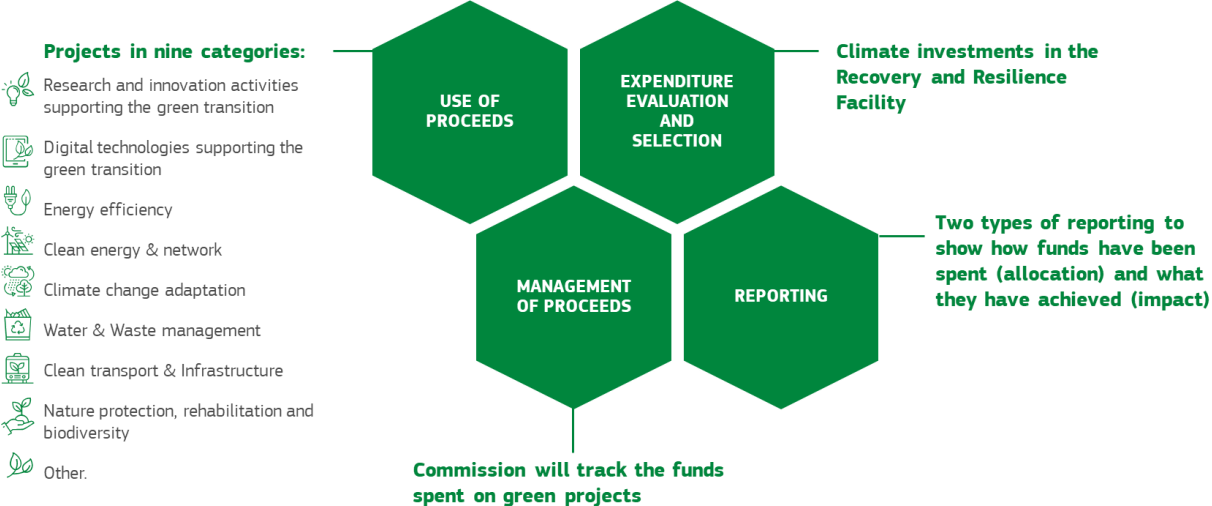 Projects in nine categories:
Research and innovation activities
supporting the green transition
Digital technologies supporting the
green transition
Energy efficiency
Clean energy & network
Climate change adaptation
Water & Waste management
Clean transport & Infrastructure
Nature protection, rehabilitation and
biodiversity
Other.
USE OF
PROCEEDS
EXPENDITURE
EVALUATION
AND
SELECTION
Climate investments in the
Recovery and Resilience
Facility
MANAGEMENT
OF PROCEEDS
Commission will track the funds
spent on green projects
REPORTING
Two types of reporting to
show how funds have been
spent (allocation) and what
they have achieved (impact)